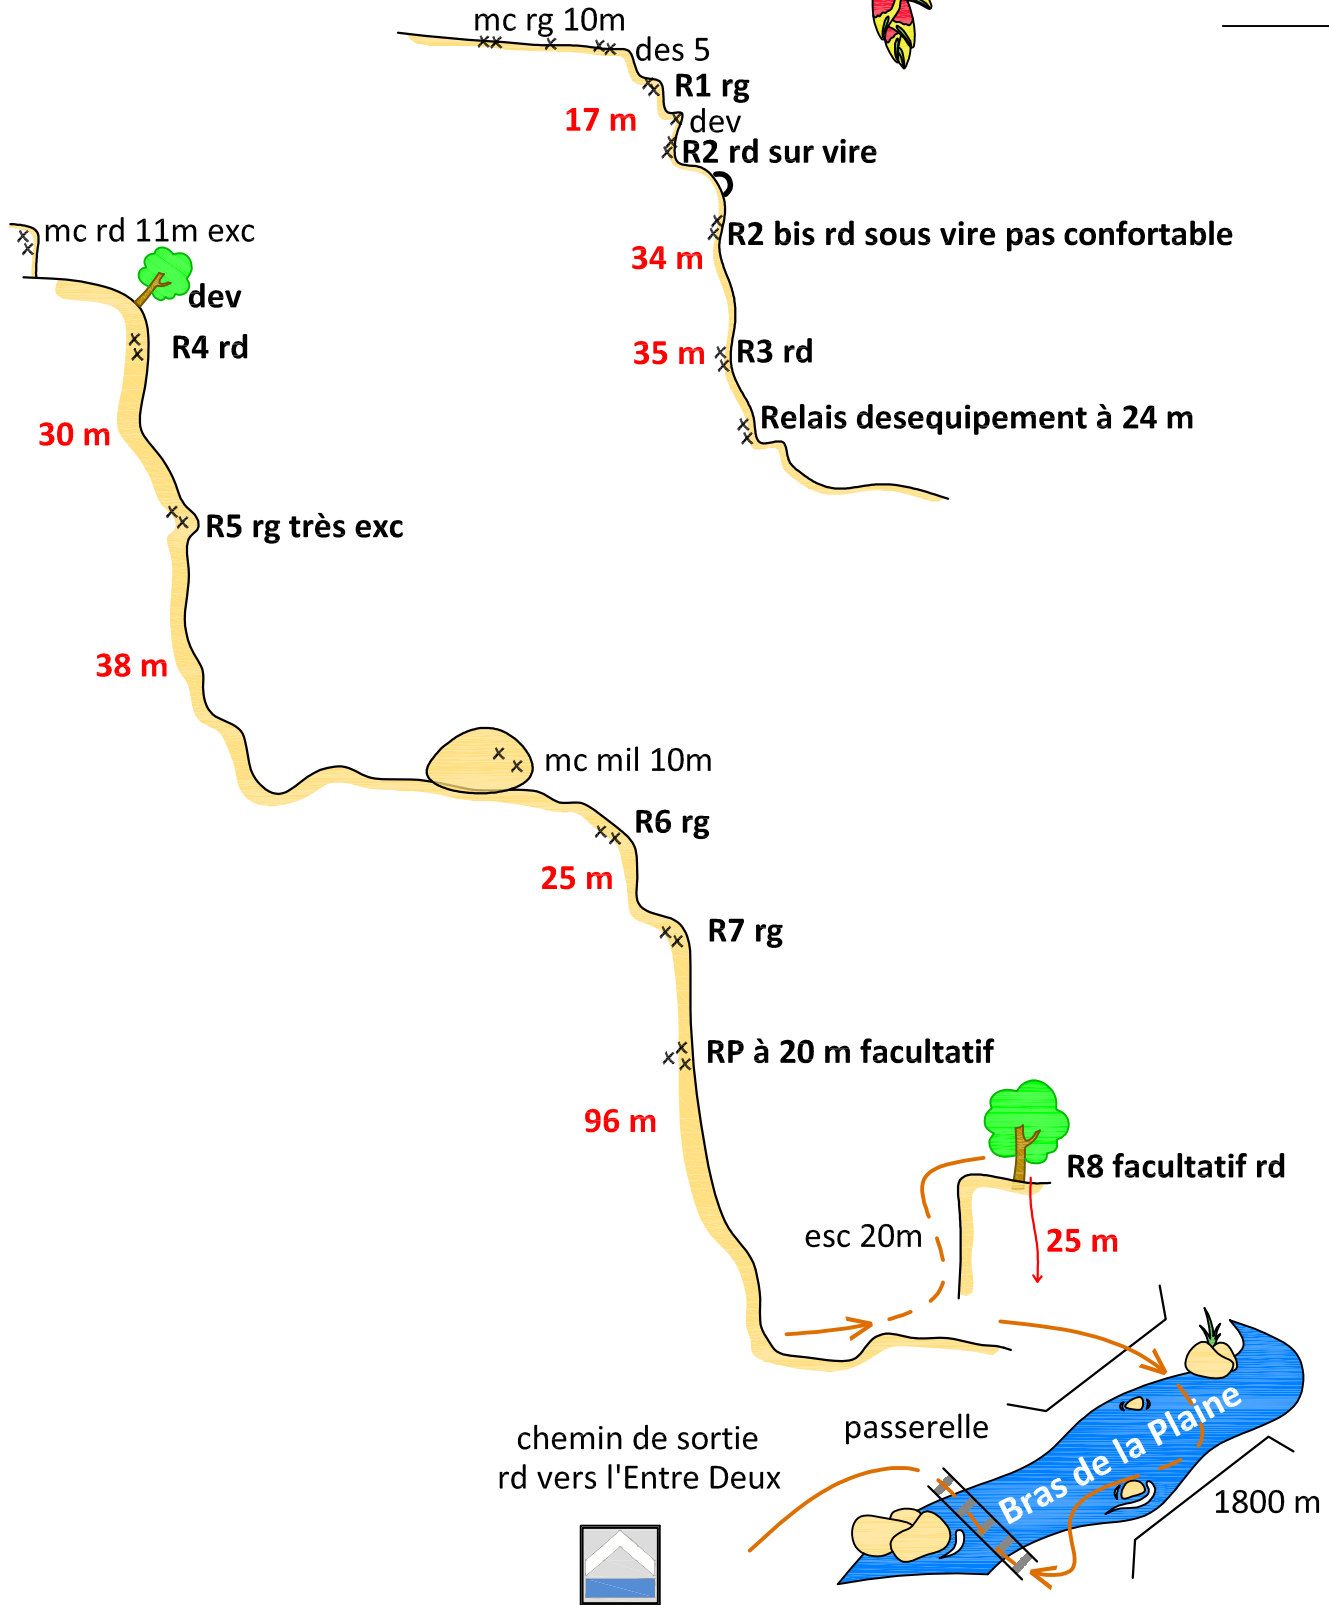 mc rg 10m
des 5
R1 rg
17 m
dev
R2 rd sur vire
mc rd 11m exc
R2 bis rd sous vire pas confortable
34 m
dev
R4 rd
35 m
R3 rd
Relais desequipement à 24 m
30 m
R5 rg très exc
38 m
mc mil 10m
R6 rg
25 m
R7 rg
RP à 20 m facultatif
96 m
R8 facultatif rd
esc 20m
25 m
Bras de la Plaine
passerelle
chemin de sortie
rd vers l'Entre Deux
1800 m